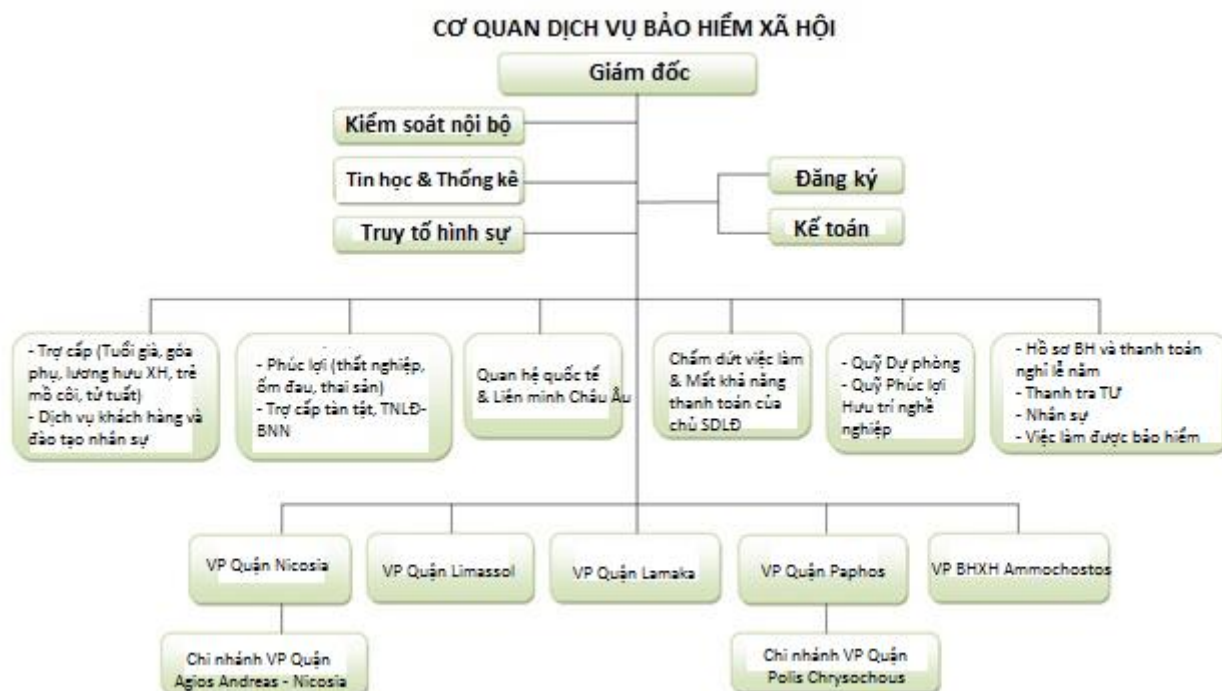 CƠ QUAN DỊCH VỤ BẢO HIỂM XÃ HỘI
Giám đốc
Kiểm soát nội bộ
Tin học & Thống kê
Truy tố hình sự
Đăng ký
Kế toán
- Trợ cấp (Tuổi già, góa
phụ, lương hưu XH, trẻ
mồ côi, tử tuất)
- Dịch vụ khách hàng và
đào tạo nhân sự
- Phúc lợi (thất nghiệp,
ốm đau, thai sản)
- Trợ cấp tàn tật, TNLĐ-
BNN
Quan hệ quốc tế
& Liên minh Châu Âu
Chấm dứt việc làm
& Mất khả năng
thanh toán của
chủ SDLĐ
- Quỹ Dự phòng
- Quỹ Phúc lợi
Hưu trí nghề
nghiệp
- Hồ sơ BH và thanh toán
nghỉ lễ năm
- Thanh tra TƯ
- Nhân sự
- Việc làm được bảo hiểm
VP Quận Nicosia
VP Quận Limassol
VP Quận Lamaka
VP Quận Paphos
VP BHXH Ammochostos
Chi nhánh VP Quận
Agios Andreas - Nicosia
Chi nhánh VP Quận
Polis Chrysochous